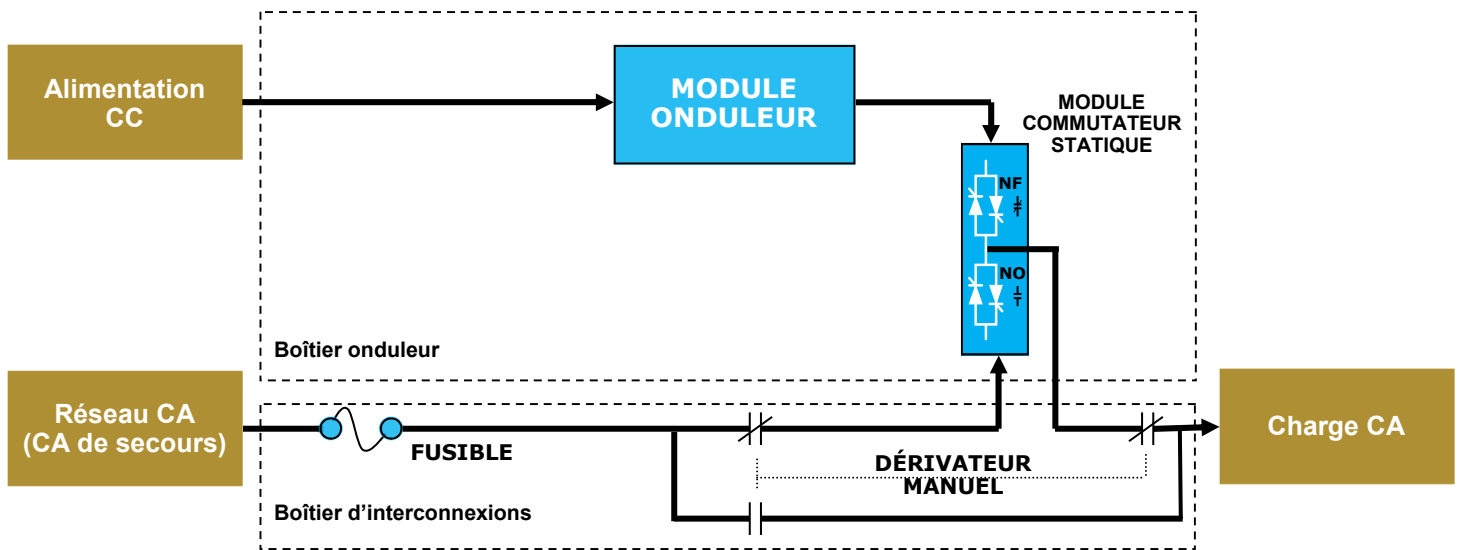 Alimentation
CC
MODULE
ONDULEUR
MODULE
COMMUTATEUR
STATIQUE
NF
NO
Boîtier onduleur
Réseau CA
(CA de secours)
FUSIBLE
DÉRIVATEUR
MANUEL
Charge CA
Boîtier d’interconnexions